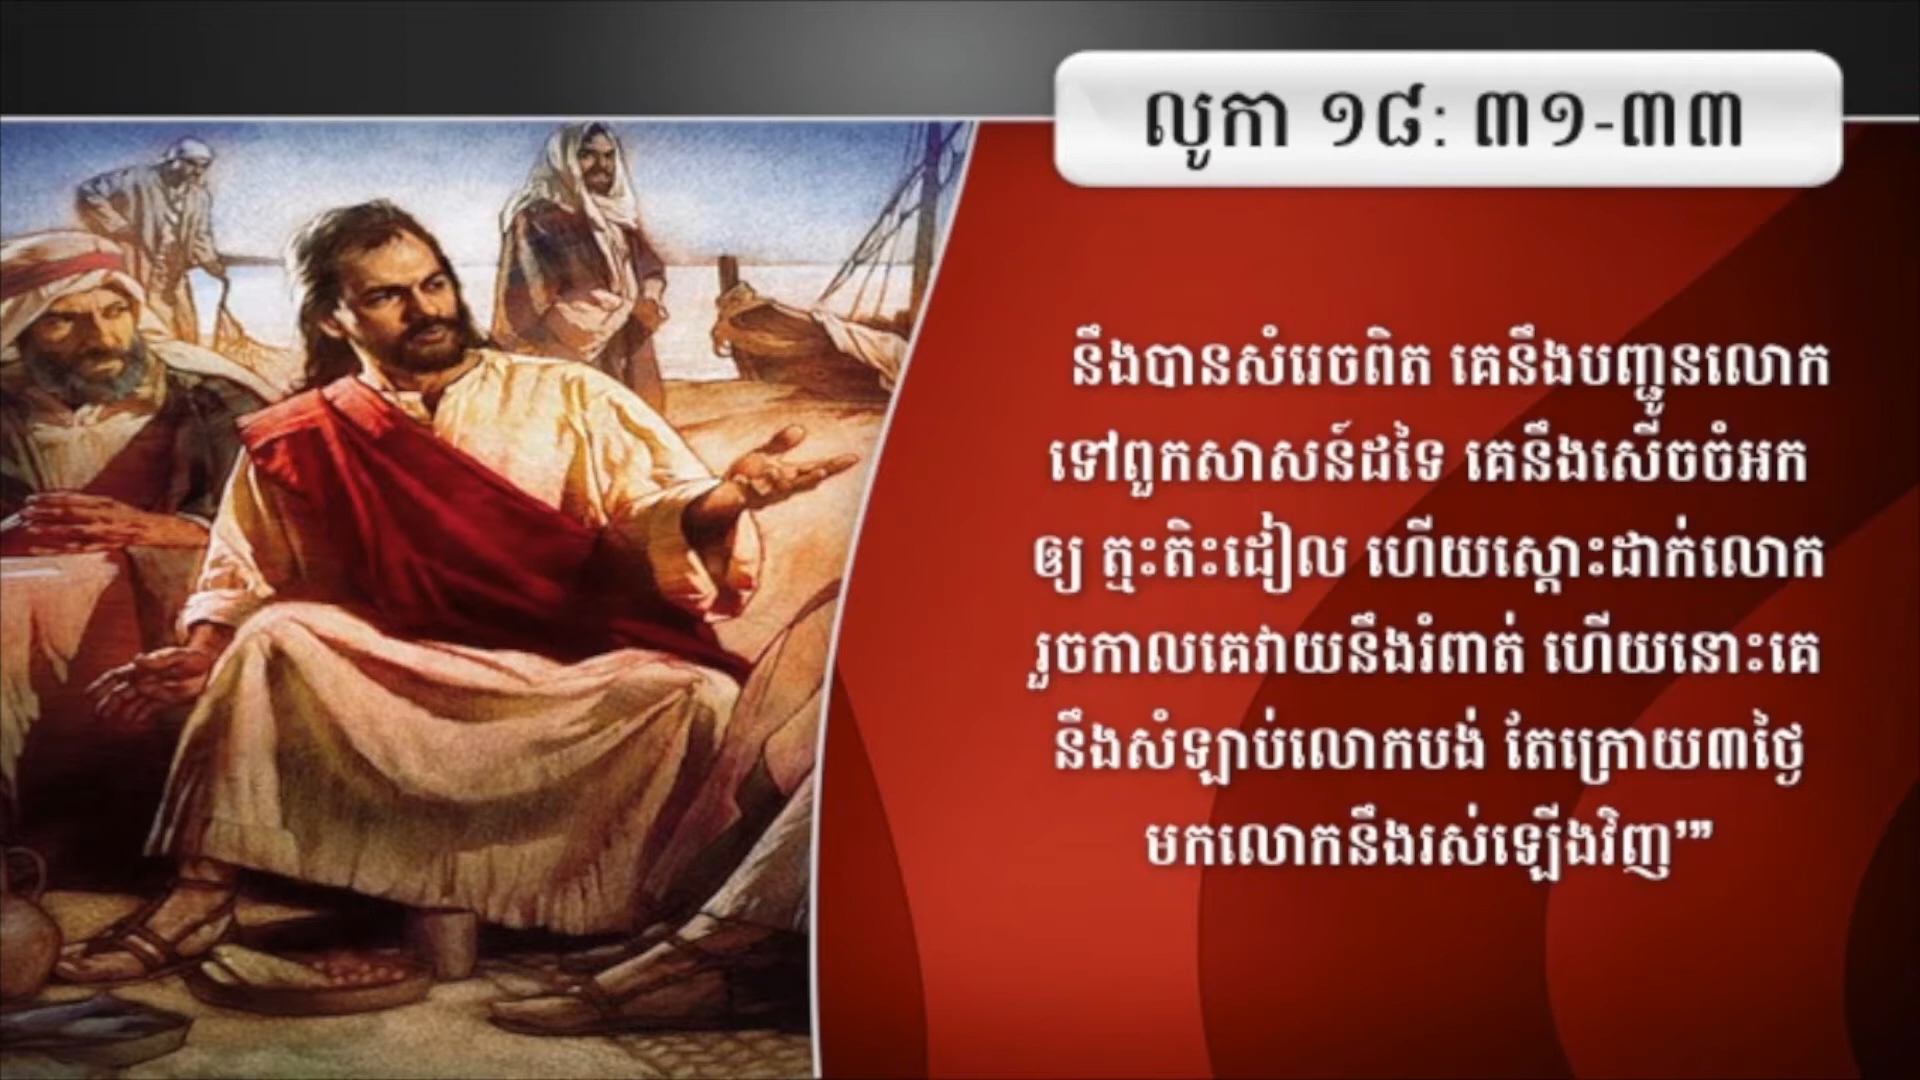 លូកា ១៨: ៣១-៣៣
នឹងបានសំរេចពិត គេនឹងបញ្ជូនលោក
ទៅពួកសាសន៍ដទៃ គេនឹងសើចចំអក
ឲ្យ ត្មះតិះដៀល ហើយស្តោះដាក់លោក
រួចកាលគេវាយនឹងរំពាត់ ហើយនោះគេ
នឹងសំឡាប់លោកបង់ តែក្រោយ៣ថ្ងៃ
មកលោកនឹងរស់ឡើងវិញ’”